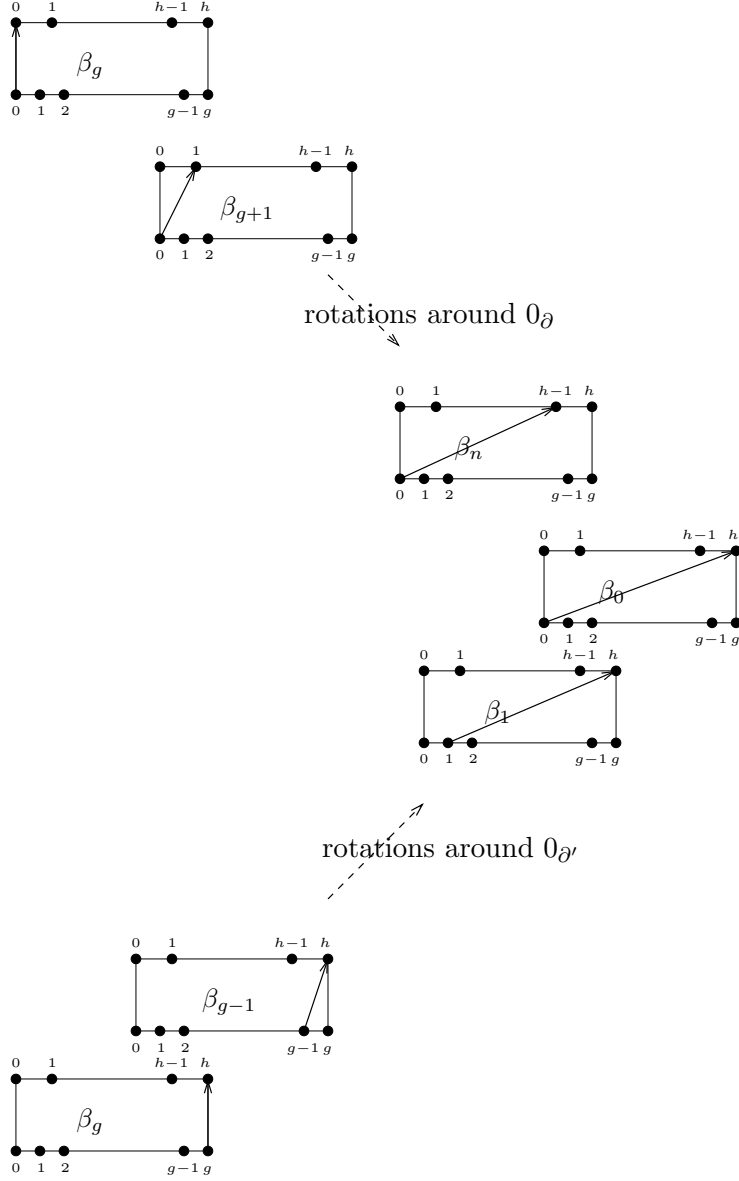 0 1 h−1 h
β_g
0 1 2 g−1 g
0 1 h−1 h
β_{g+1}
0 1 2 g−1 g
rotations around 0_∂
0 1 h−1 h
β_n
0 1 2 g−1 g
0 1 h−1 h
β_0
0 1 2 g−1 g
0 1 h−1 h
β_1
0 1 2 g−1 g
rotations around 0_{∂′}
0 1 h−1 h
β_{g−1}
0 1 2 g−1 g
0 1 h−1 h
β_g
0 1 2 g−1 g